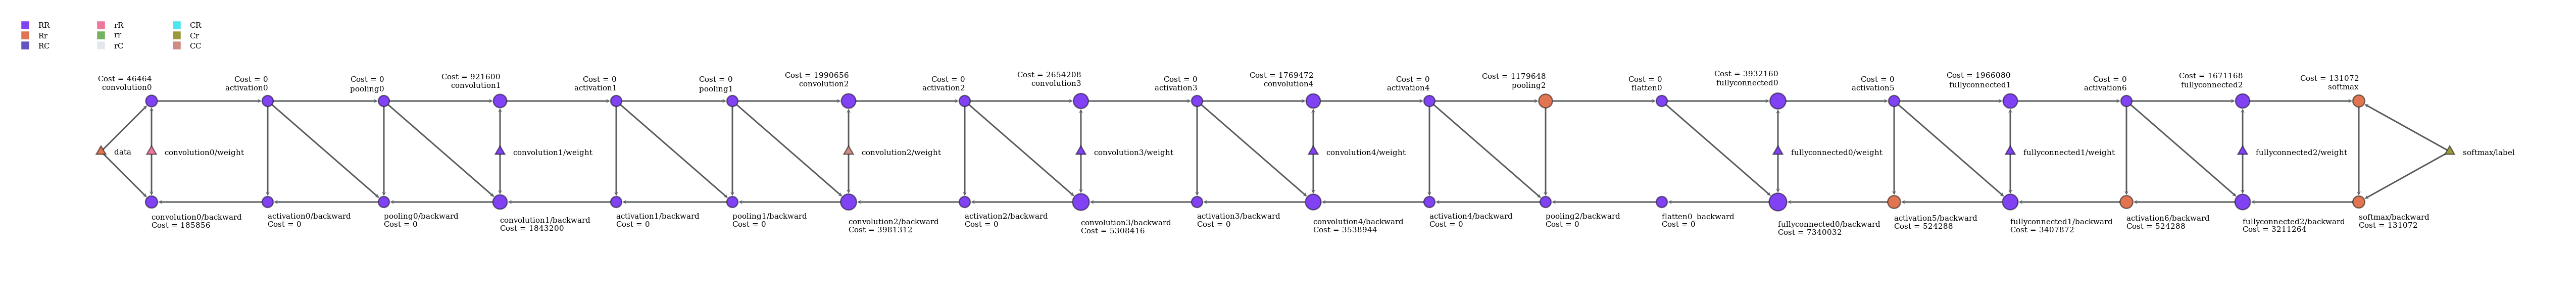 RR rR CR
Rr rr Cr
RC rC CC
Cost = 46464
convolution0
Cost = 0
activation0
Cost = 0
pooling0
Cost = 921600
convolution1
Cost = 0
activation1
Cost = 0
pooling1
Cost = 1990656
convolution2
Cost = 0
activation2
Cost = 2654208
convolution3
Cost = 0
activation3
Cost = 1769472
convolution4
Cost = 0
activation4
Cost = 1179648
pooling2
Cost = 0
flatten0
Cost = 3932160
fullyconnected0
Cost = 0
activation5
Cost = 1966080
fullyconnected1
Cost = 0
activation6
Cost = 1671168
fullyconnected2
Cost = 131072
softmax
data
convolution0/weight
convolution1/weight
convolution2/weight
convolution3/weight
convolution4/weight
fullyconnected0/weight
fullyconnected1/weight
fullyconnected2/weight
softmax/label
convolution0/backward
Cost = 185856
activation0/backward
Cost = 0
pooling0/backward
Cost = 0
convolution1/backward
Cost = 1843200
activation1/backward
Cost = 0
pooling1/backward
Cost = 0
convolution2/backward
Cost = 3981312
activation2/backward
Cost = 0
convolution3/backward
Cost = 5308416
activation3/backward
Cost = 0
convolution4/backward
Cost = 3538944
activation4/backward
Cost = 0
pooling2/backward
Cost = 0
flatten0_backward
Cost = 0
fullyconnected0/backward
Cost = 7340032
activation5/backward
Cost = 524288
fullyconnected1/backward
Cost = 3407872
activation6/backward
Cost = 524288
fullyconnected2/backward
Cost = 3211264
softmax/backward
Cost = 131072